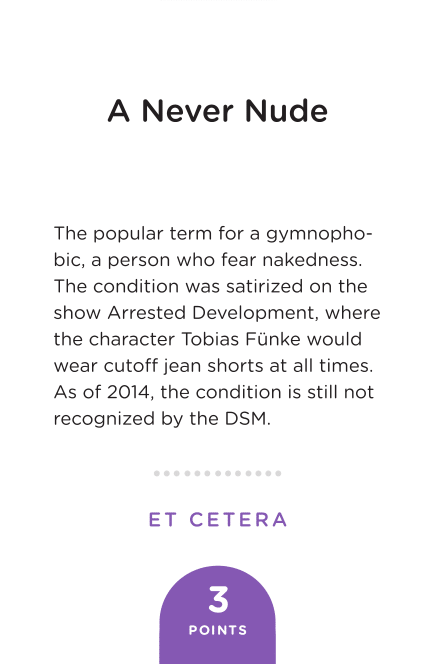 A Never Nude
The popular term for a gymnopho-
bic, a person who fear nakedness.
The condition was satirized on the
show Arrested Development, where
the character Tobias Fünke would
wear cutoff jean shorts at all times.
As of 2014, the condition is still not
recognized by the DSM.
ET CETERA
3
POINTS